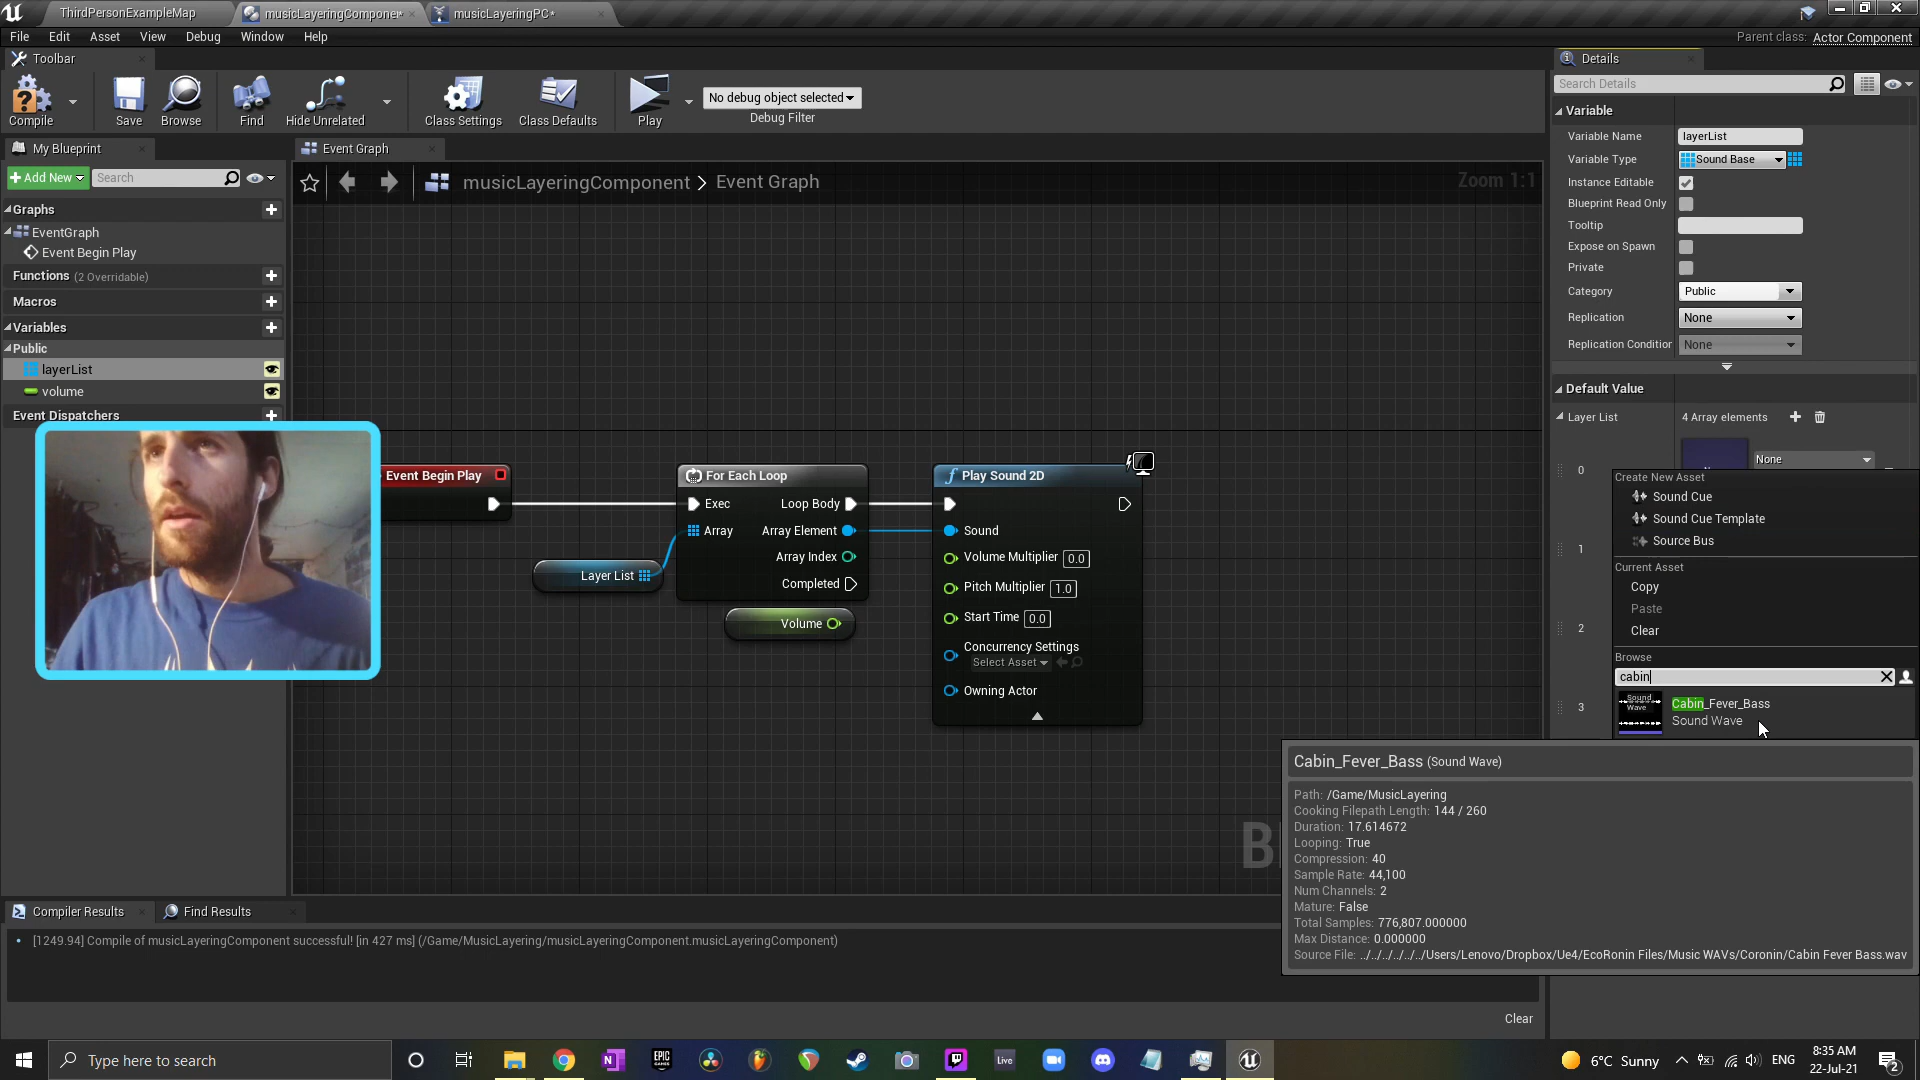 ThirdPersonExampleMap
musicLayeringComponen*
musicLayeringPC*
File Edit Asset View Debug Window Help
Parent class: Actor Component
Toolbar
Compile
Save
Browse
Find
Hide Unrelated
Class Settings
Class Defaults
Play
No debug object selected
Debug Filter
My Blueprint
Add New
Search
Graphs
EventGraph
Event Begin Play
Functions (2 Overridable)
Macros
Variables
Public
layerList
volume
Event Dispatchers
Event Graph
musicLayeringComponent > Event Graph
Zoom 1:1
Event Begin Play
For Each Loop
Exec Loop Body
Array Array Element
Array Index
Completed
Layer List
Volume
Play Sound 2D
Sound
Volume Multiplier 0.0
Pitch Multiplier 1.0
Start Time 0.0
Concurrency Settings
Select Asset
Owning Actor
Details
Search Details
Variable
Variable Name layerList
Variable Type Sound Base
Instance Editable
Blueprint Read Only
Tooltip
Expose on Spawn
Private
Category Public
Replication None
Replication Condition None
Default Value
Layer List 4 Array elements
0 None
1
2
3
Create New Asset
Sound Cue
Sound Cue Template
Source Bus
Current Asset
Copy
Paste
Clear
Browse
cabin
Sound Wave
Cabin_Fever_Bass
Sound Wave
Cabin_Fever_Bass (Sound Wave)
Path: /Game/MusicLayering
Cooking Filepath Length: 144 / 260
Duration: 17.614672
Looping: True
Compression: 40
Sample Rate: 44,100
Num Channels: 2
Mature: False
Total Samples: 776,807.000000
Max Distance: 0.000000
Source File: ../../../../../../Users/Lenovo/Dropbox/Ue4/EcoRonin Files/Music WAVs/Coronin/Cabin Fever Bass.wav
Compiler Results
Find Results
[1249.94] Compile of musicLayeringComponent successful! [in 427 ms] (/Game/MusicLayering/musicLayeringComponent.musicLayeringComponent)
Clear
Type here to search
EPIC GAMES
Live
6°C Sunny
ENG
8:35 AM
22-Jul-21
2